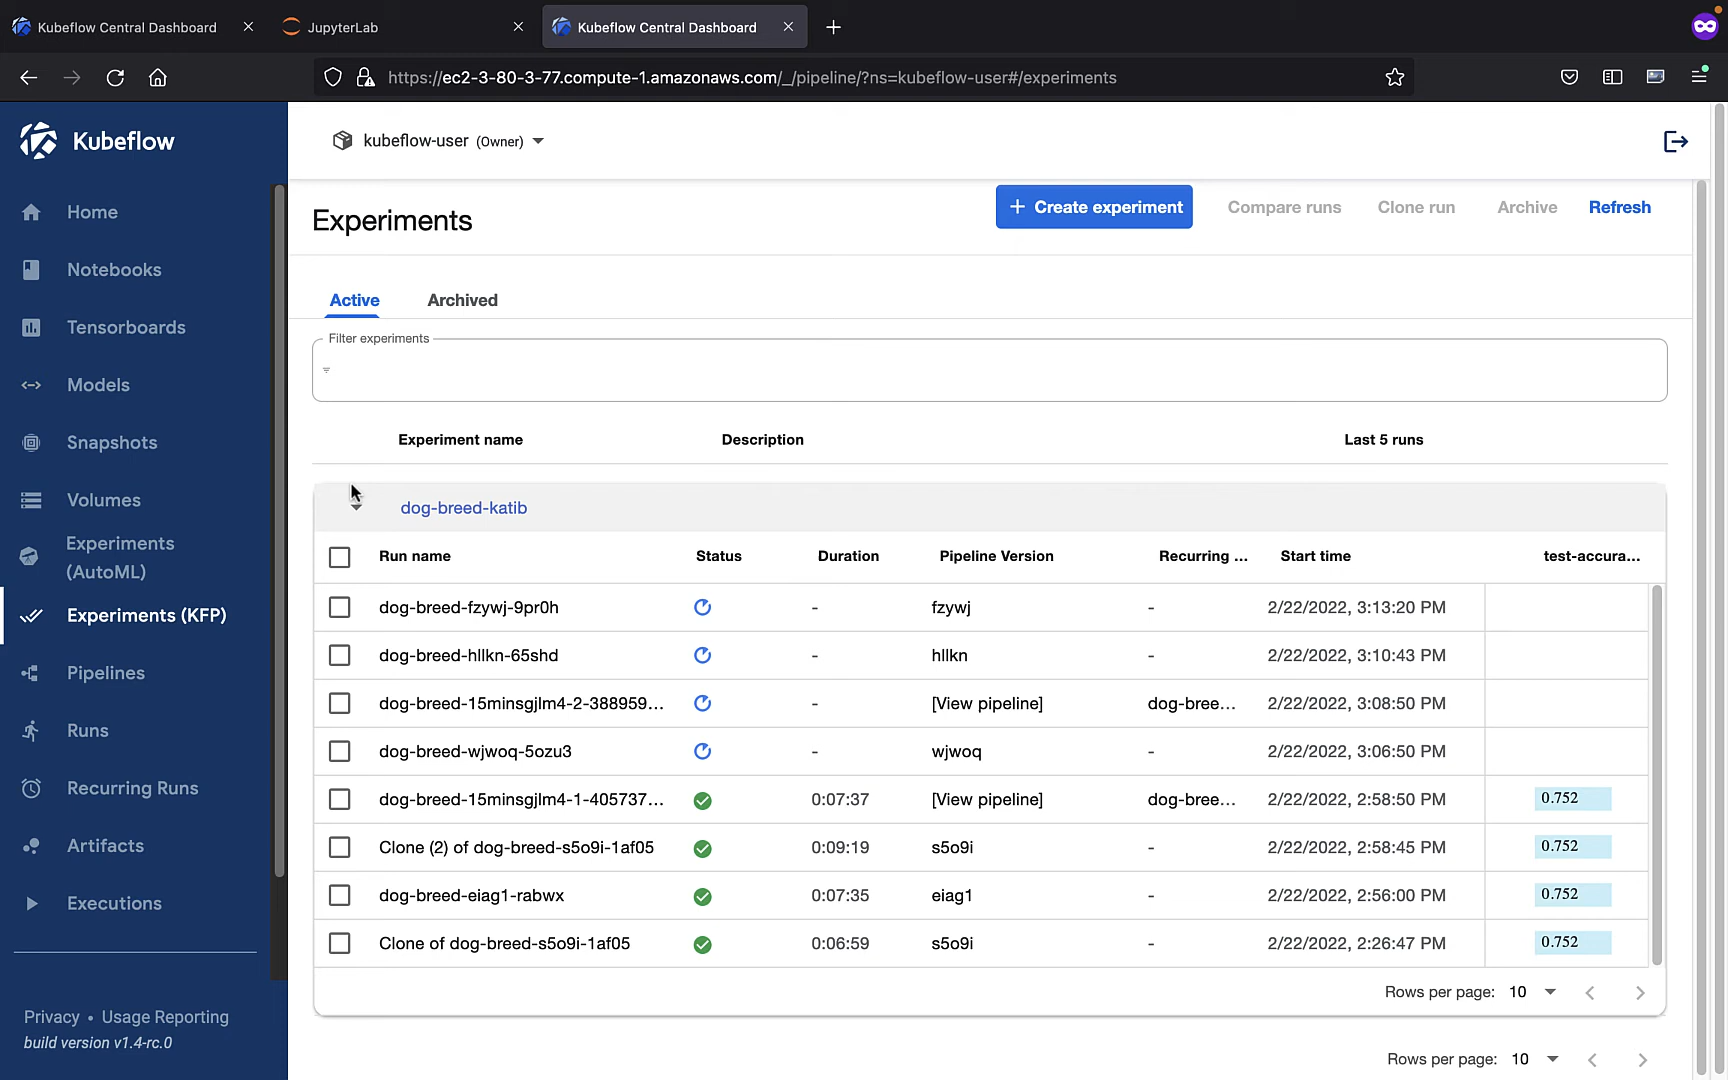 Kubeflow Central Dashboard
JupyterLab
Kubeflow Central Dashboard
https://ec2-3-80-3-77.compute-1.amazonaws.com/_/pipeline/?ns=kubeflow-user#/experiments
Kubeflow
Home
Notebooks
Tensorboards
Models
Snapshots
Volumes
Experiments
(AutoML)
Experiments (KFP)
Pipelines
Runs
Recurring Runs
Artifacts
Executions
Privacy • Usage Reporting
build version v1.4-rc.0
kubeflow-user (Owner)
Experiments
+ Create experiment Compare runs Clone run Archive Refresh
Active Archived
Filter experiments
Experiment name Description Last 5 runs
dog-breed-katib
Run name Status Duration Pipeline Version Recurring ... Start time test-accura...
dog-breed-fzywj-9pr0h - fzywj - 2/22/2022, 3:13:20 PM
dog-breed-hllkn-65shd - hllkn - 2/22/2022, 3:10:43 PM
dog-breed-15minsgjlm4-2-388959... - [View pipeline] dog-bree... 2/22/2022, 3:08:50 PM
dog-breed-wjwoq-5ozu3 - wjwoq - 2/22/2022, 3:06:50 PM
dog-breed-15minsgjlm4-1-405737... 0:07:37 [View pipeline] dog-bree... 2/22/2022, 2:58:50 PM 0.752
Clone (2) of dog-breed-s5o9i-1af05 0:09:19 s5o9i - 2/22/2022, 2:58:45 PM 0.752
dog-breed-eiag1-rabwx 0:07:35 eiag1 - 2/22/2022, 2:56:00 PM 0.752
Clone of dog-breed-s5o9i-1af05 0:06:59 s5o9i - 2/22/2022, 2:26:47 PM 0.752
Rows per page: 10
Rows per page: 10